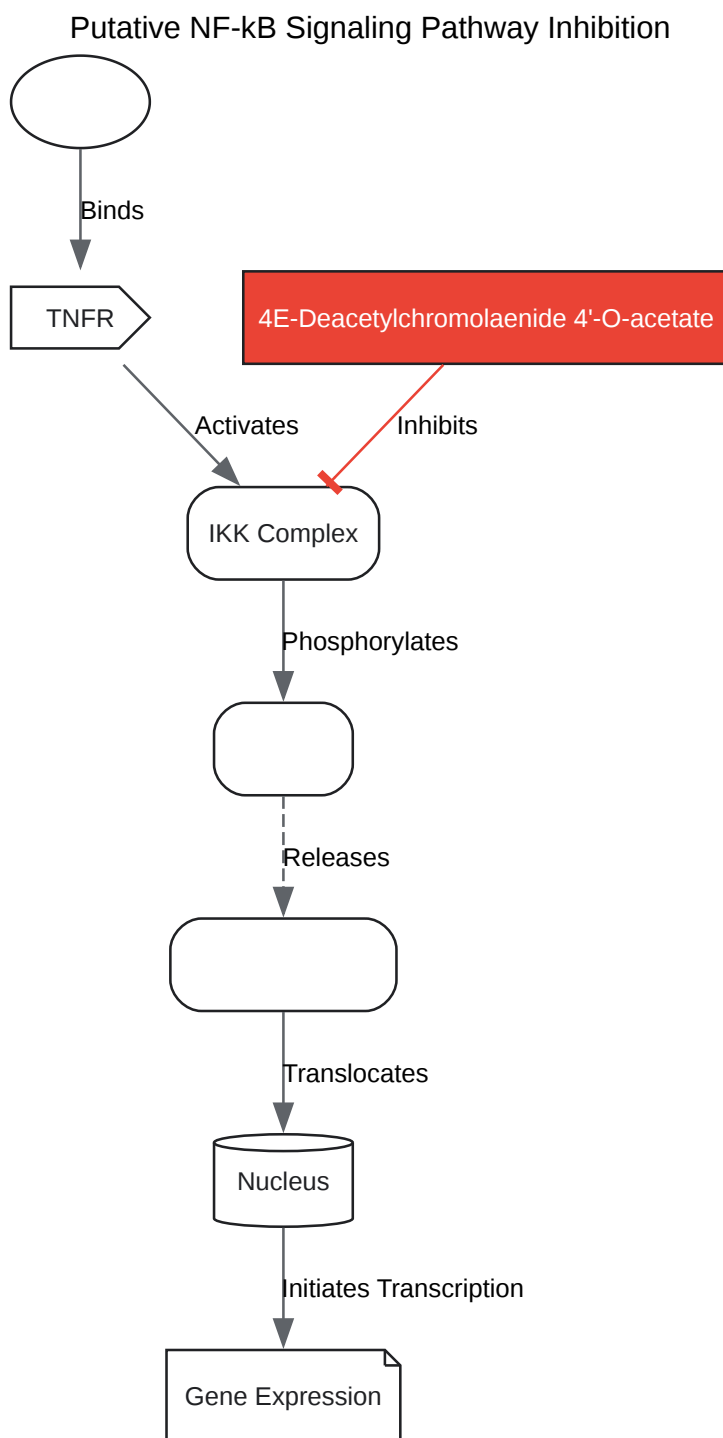 Putative NF-kB Signaling Pathway Inhibition
Binds
TNFR
4E-Deacetylchromolaenide 4'-O-acetate
Activates
Inhibits
IKK Complex
Phosphorylates
Releases
Translocates
Nucleus
Initiates Transcription
Gene Expression